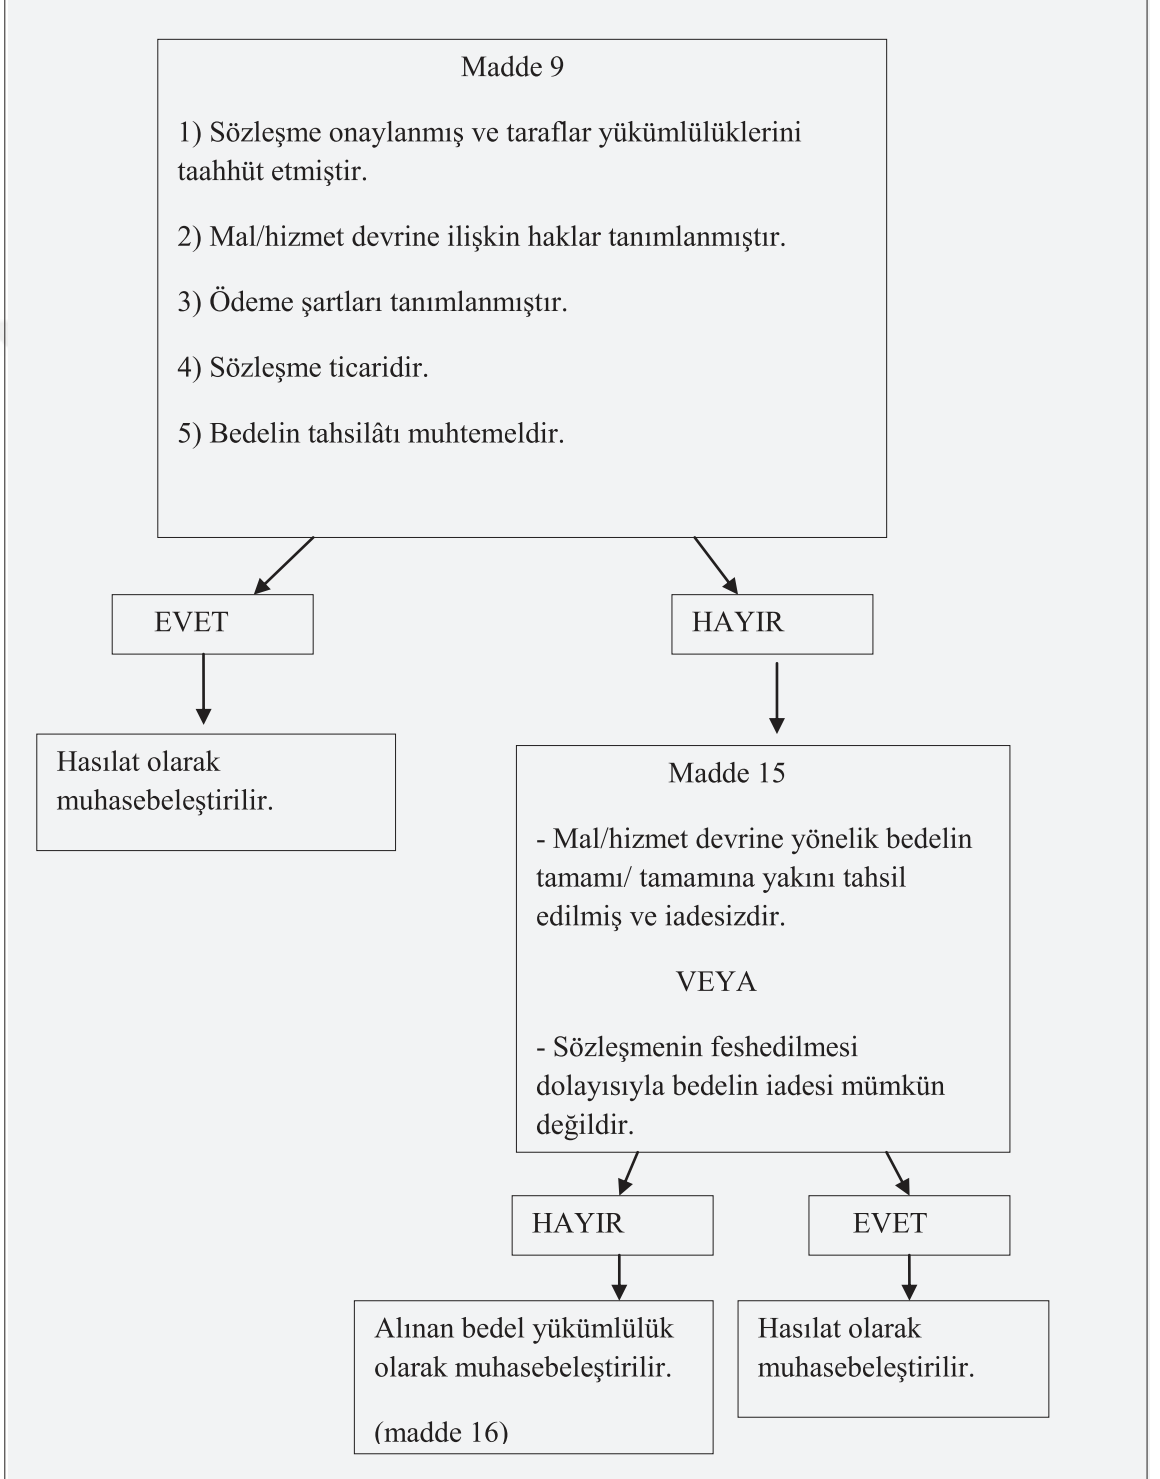 Madde 9
1) Sözleşme onaylanmış ve taraflar yükümlülüklerini
taahhüt etmiştir.
2) Mal/hizmet devrine ilişkin haklar tanımlanmıştır.
3) Ödeme şartları tanımlanmıştır.
4) Sözleşme ticaridir.
5) Bedelin tahsilâtı muhtemeldir.
EVET
HAYIR
Hasılat olarak
muhasebeleştirilir.
Madde 15
- Mal/hizmet devrine yönelik bedelin
tamamı/ tamamına yakını tahsil
edilmiş ve iadesizdir.
VEYA
- Sözleşmenin feshedilmesi
dolayısıyla bedelin iadesi mümkün
değildir.
HAYIR
EVET
Alınan bedel yükümlülük
olarak muhasebeleştirilir.
(madde 16)
Hasılat olarak
muhasebeleştirilir.